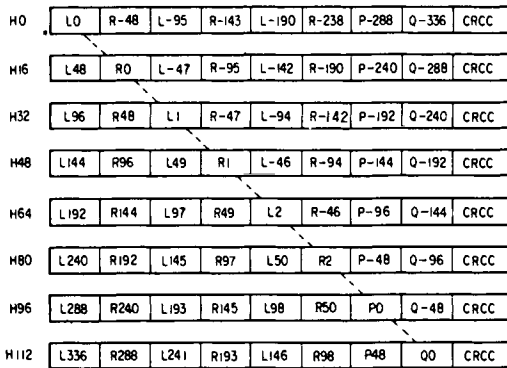 H0 L0 R-48 L-95 R-143 L-190 R-238 P-288 Q-336 CRCC
H16 L48 R0 L-47 R-95 L-142 R-190 P-240 Q-288 CRCC
H32 L96 R48 L1 R-47 L-94 R-142 P-192 Q-240 CRCC
H48 L144 R96 L49 R1 L-46 R-94 P-144 Q-192 CRCC
H64 L192 R144 L97 R49 L2 R-46 P-96 Q-144 CRCC
H80 L240 R192 L145 R97 L50 R2 P-48 Q-96 CRCC
H96 L288 R240 L193 R145 L98 R50 P0 Q-48 CRCC
H112 L336 R288 L241 R193 L146 R98 P48 Q0 CRCC